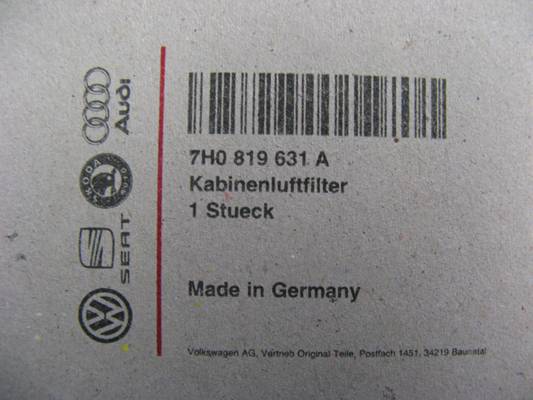 Audi
SKODA
SEAT
7H0 819 631 A
Kabinenluftfilter
1 Stueck
Made in Germany
Volkswagen AG, Vertrieb Original Teile, Postfach 1451, 34219 Baunatal